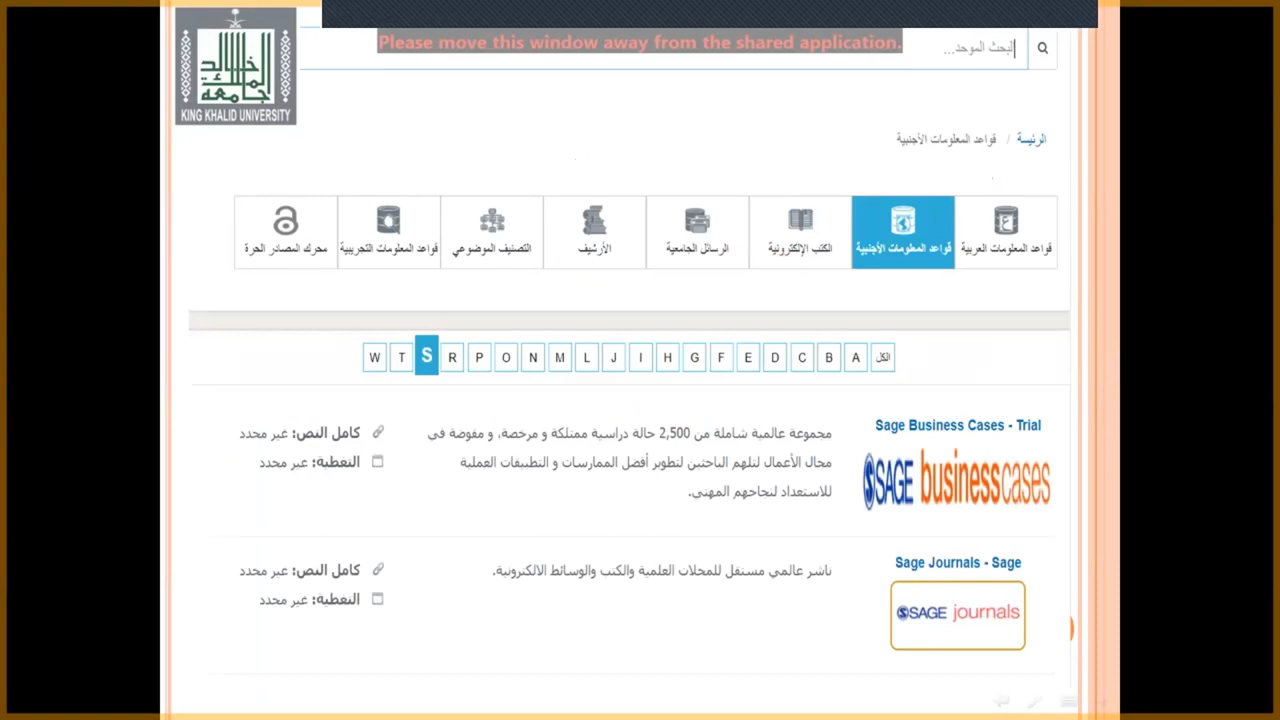 Please move this window away from the shared application.
لبحث الموحد...
جامعة الملك خالد
KING KHALID UNIVERSITY
الرئيسة / قواعد المعلومات الأجنبية
قواعد المعلومات العربية
قواعد المعلومات الأجنبية
الكتب الإلكترونية
الرسائل الجامعية
الأرشيف
التصنيف الموضوعي
قواعد المعلومات التجريبية
محرك المصادر الحرة
الكل A B C D E F G H I J L M N O P R S T W
Sage Business Cases - Trial
SAGE businesscases
مجموعة عالمية شاملة من 2,500 حالة دراسية ممتلكة و مرخصة، و مفوضة في
مجال الأعمال لتلهم الباحثين لتطوير أفضل الممارسات و التطبيقات العملية
للاستعداد لنجاحهم المهني.
كامل النص: غير محدد
التغطية: غير محدد
Sage Journals - Sage
SAGE journals
ناشر عالمي مستقل للمجلات العلمية والكتب والوسائط الالكترونية.
كامل النص: غير محدد
التغطية: غير محدد